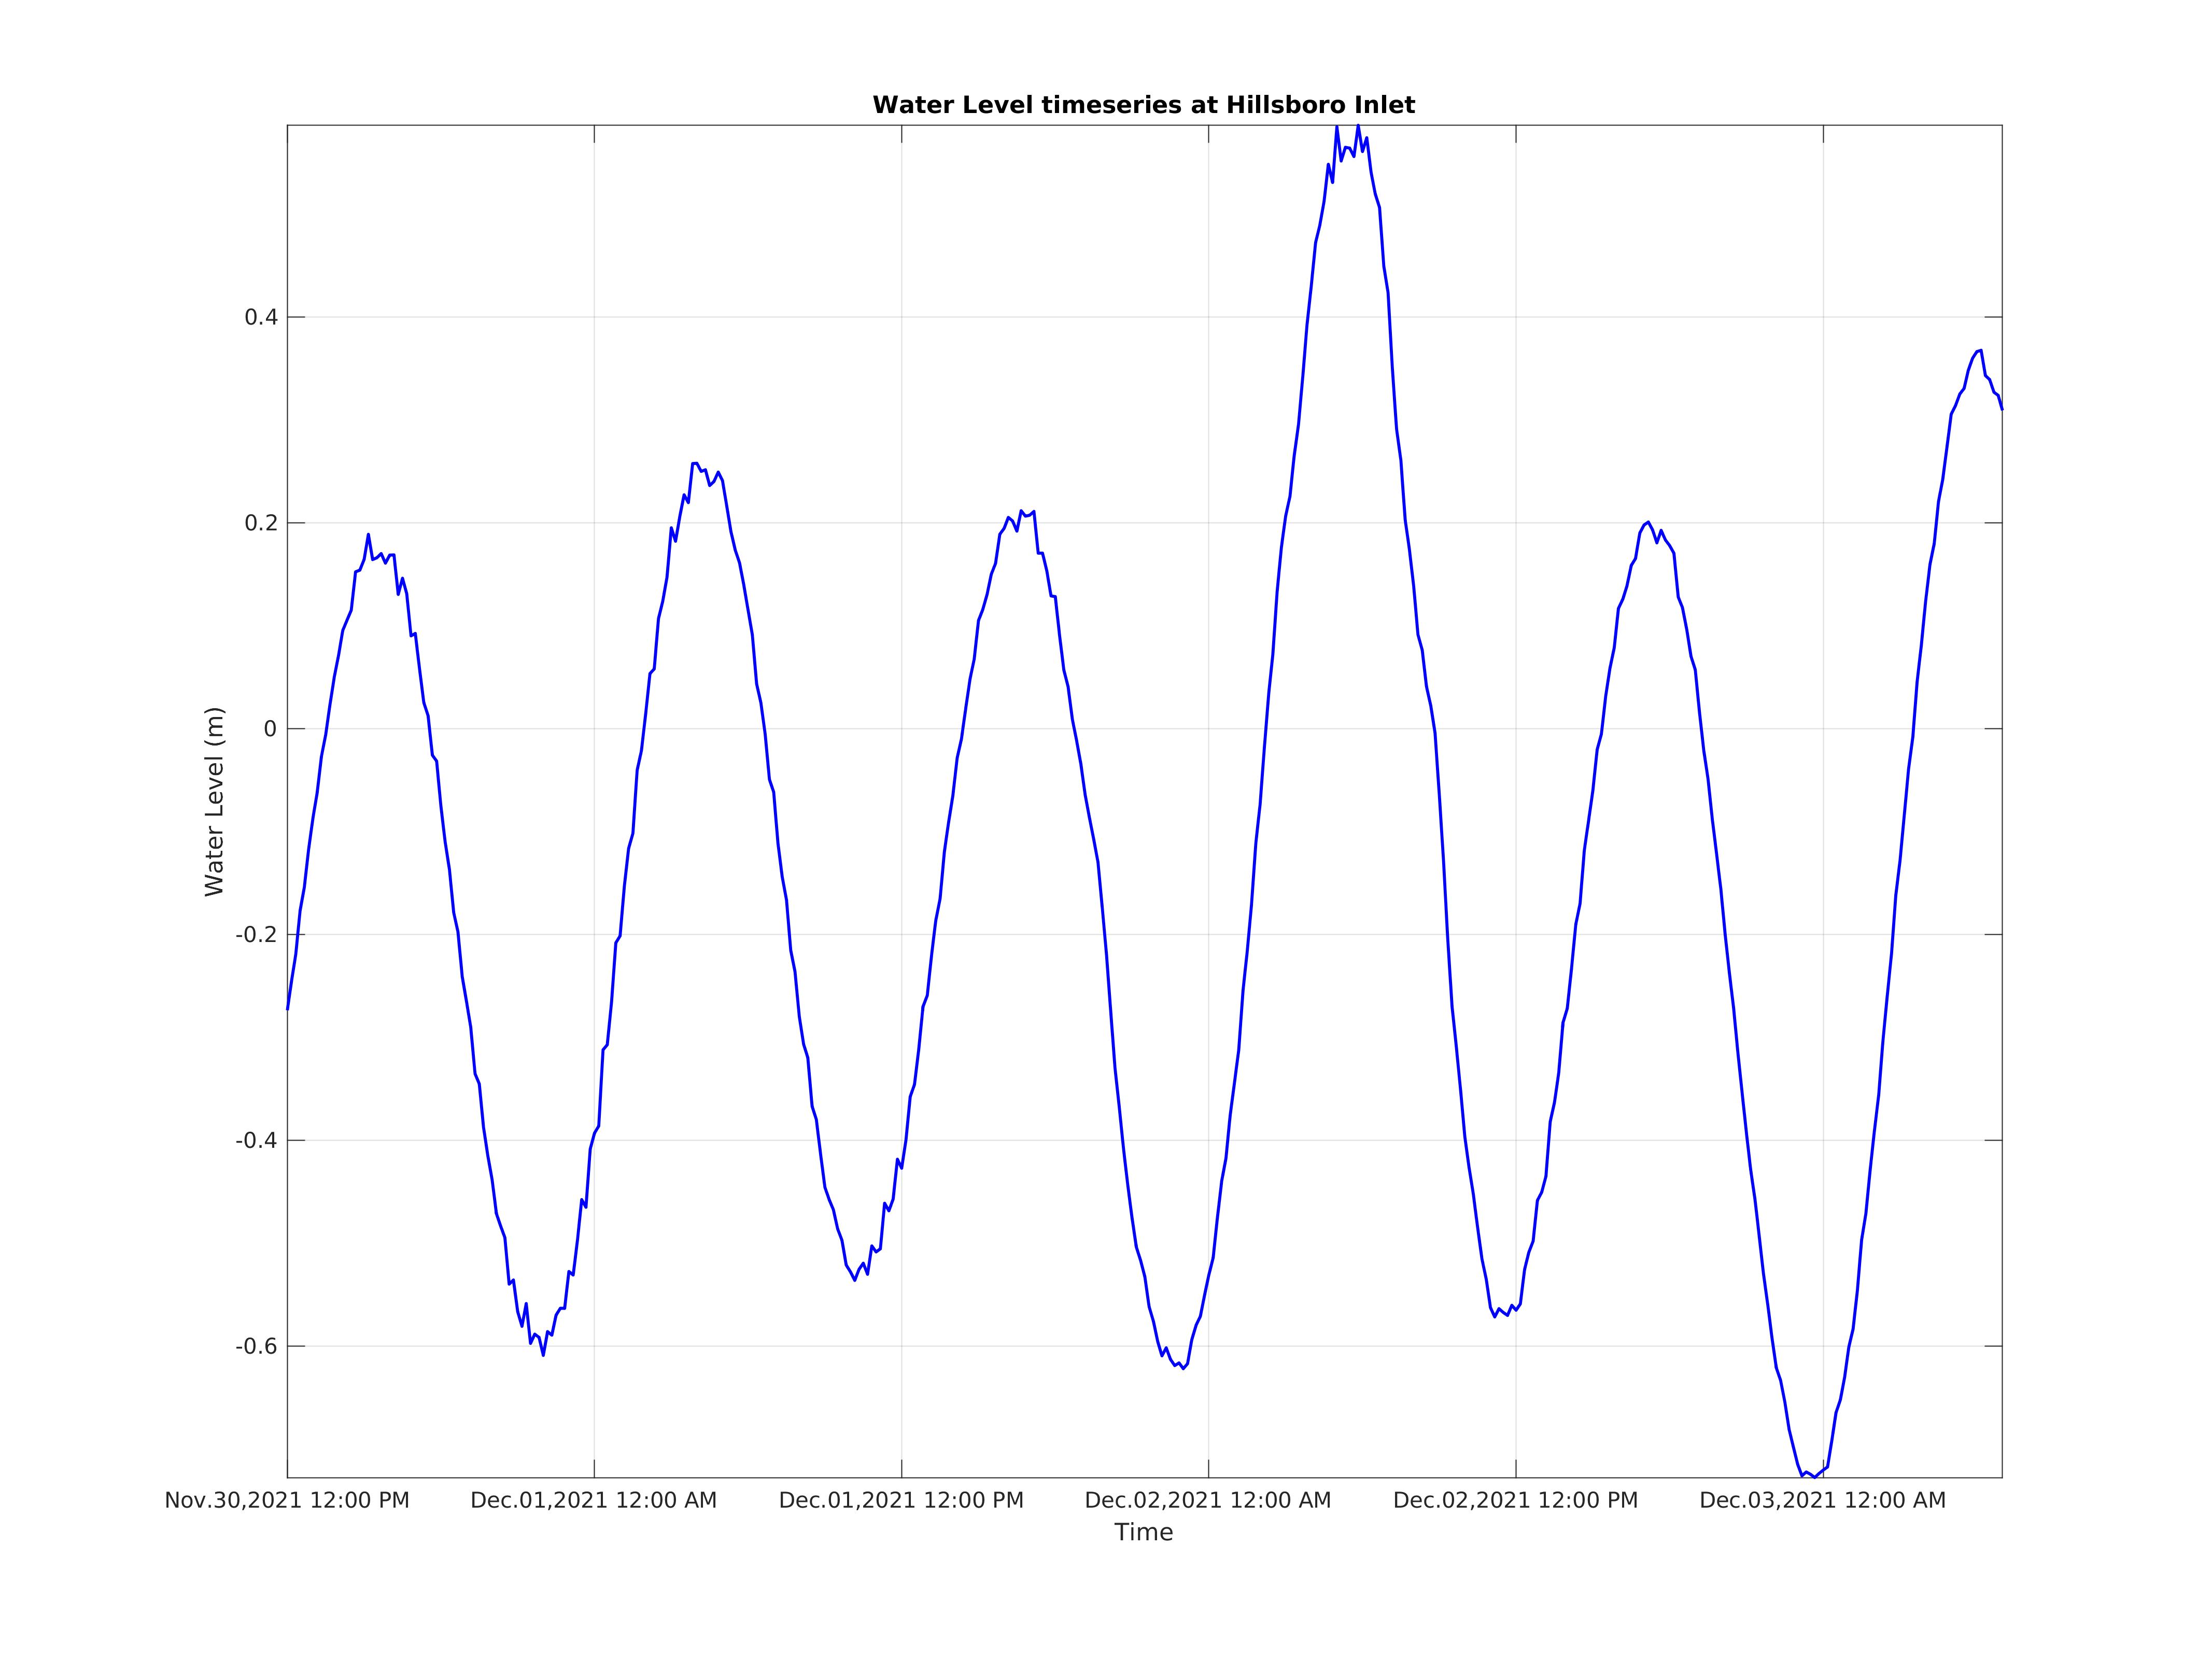 Water Level timeseries at Hillsboro Inlet
0.4
0.2
0
-0.2
-0.4
-0.6
Water Level (m)
Nov.30,2021 12:00 PM
Dec.01,2021 12:00 AM
Dec.01,2021 12:00 PM
Dec.02,2021 12:00 AM
Dec.02,2021 12:00 PM
Dec.03,2021 12:00 AM
Time